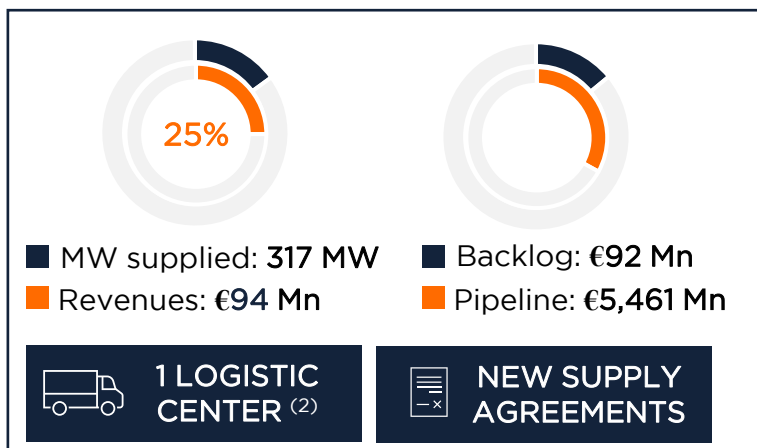 25%
MW supplied: 317 MW
Revenues: €94 Mn
Backlog: €92 Mn
Pipeline: €5,461 Mn
1 LOGISTIC
CENTER (2)
NEW SUPPLY
AGREEMENTS